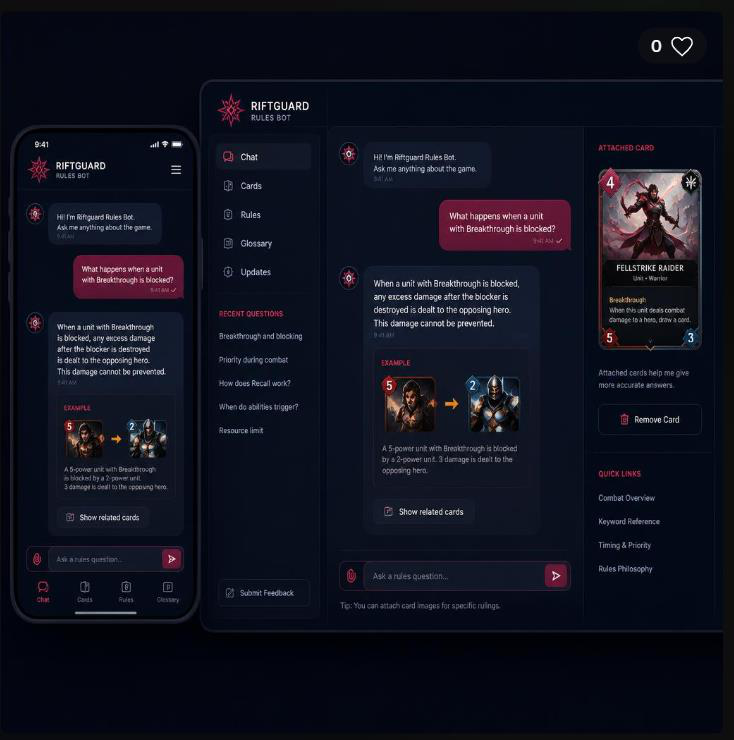 0
9:41
RIFTGUARD
RULES BOT
Hi! I'm Riftguard Rules Bot.
Ask me anything about the game.
9:41 AM
What happens when a unit
with Breakthrough is blocked?
9:41 AM
When a unit with Breakthrough
is blocked, any excess damage
after the blocker is destroyed
is dealt to the opposing hero.
This damage cannot be prevented.
9:41 AM
EXAMPLE
5
2
A 5-power unit with Breakthrough
is blocked by a 2-power unit.
3 damage is dealt to the opposing hero.
Show related cards
Ask a rules question...
Chat
Cards
Rules
Glossary
RIFTGUARD
RULES BOT
Chat
Cards
Rules
Glossary
Updates
RECENT QUESTIONS
Breakthrough and blocking
Priority during combat
How does Recall work?
When do abilities trigger?
Resource limit
Submit Feedback
Hi! I'm Riftguard Rules Bot.
Ask me anything about the game.
9:41 AM
What happens when a unit
with Breakthrough is blocked?
9:41 AM
When a unit with Breakthrough is blocked,
any excess damage after the blocker is
destroyed is dealt to the opposing hero.
This damage cannot be prevented.
9:41 AM
EXAMPLE
5
2
A 5-power unit with Breakthrough is blocked
by a 2-power unit. 3 damage is dealt to the
opposing hero.
Show related cards
Ask a rules question...
Tip: You can attach card images for specific rulings.
ATTACHED CARD
4
FELLSTRIKE RAIDER
Unit • Warrior
Breakthrough
When this unit deals combat
damage to a hero, draw a card.
5
3
Attached cards help me give
more accurate answers.
Remove Card
QUICK LINKS
Combat Overview
Keyword Reference
Timing & Priority
Rules Philosophy